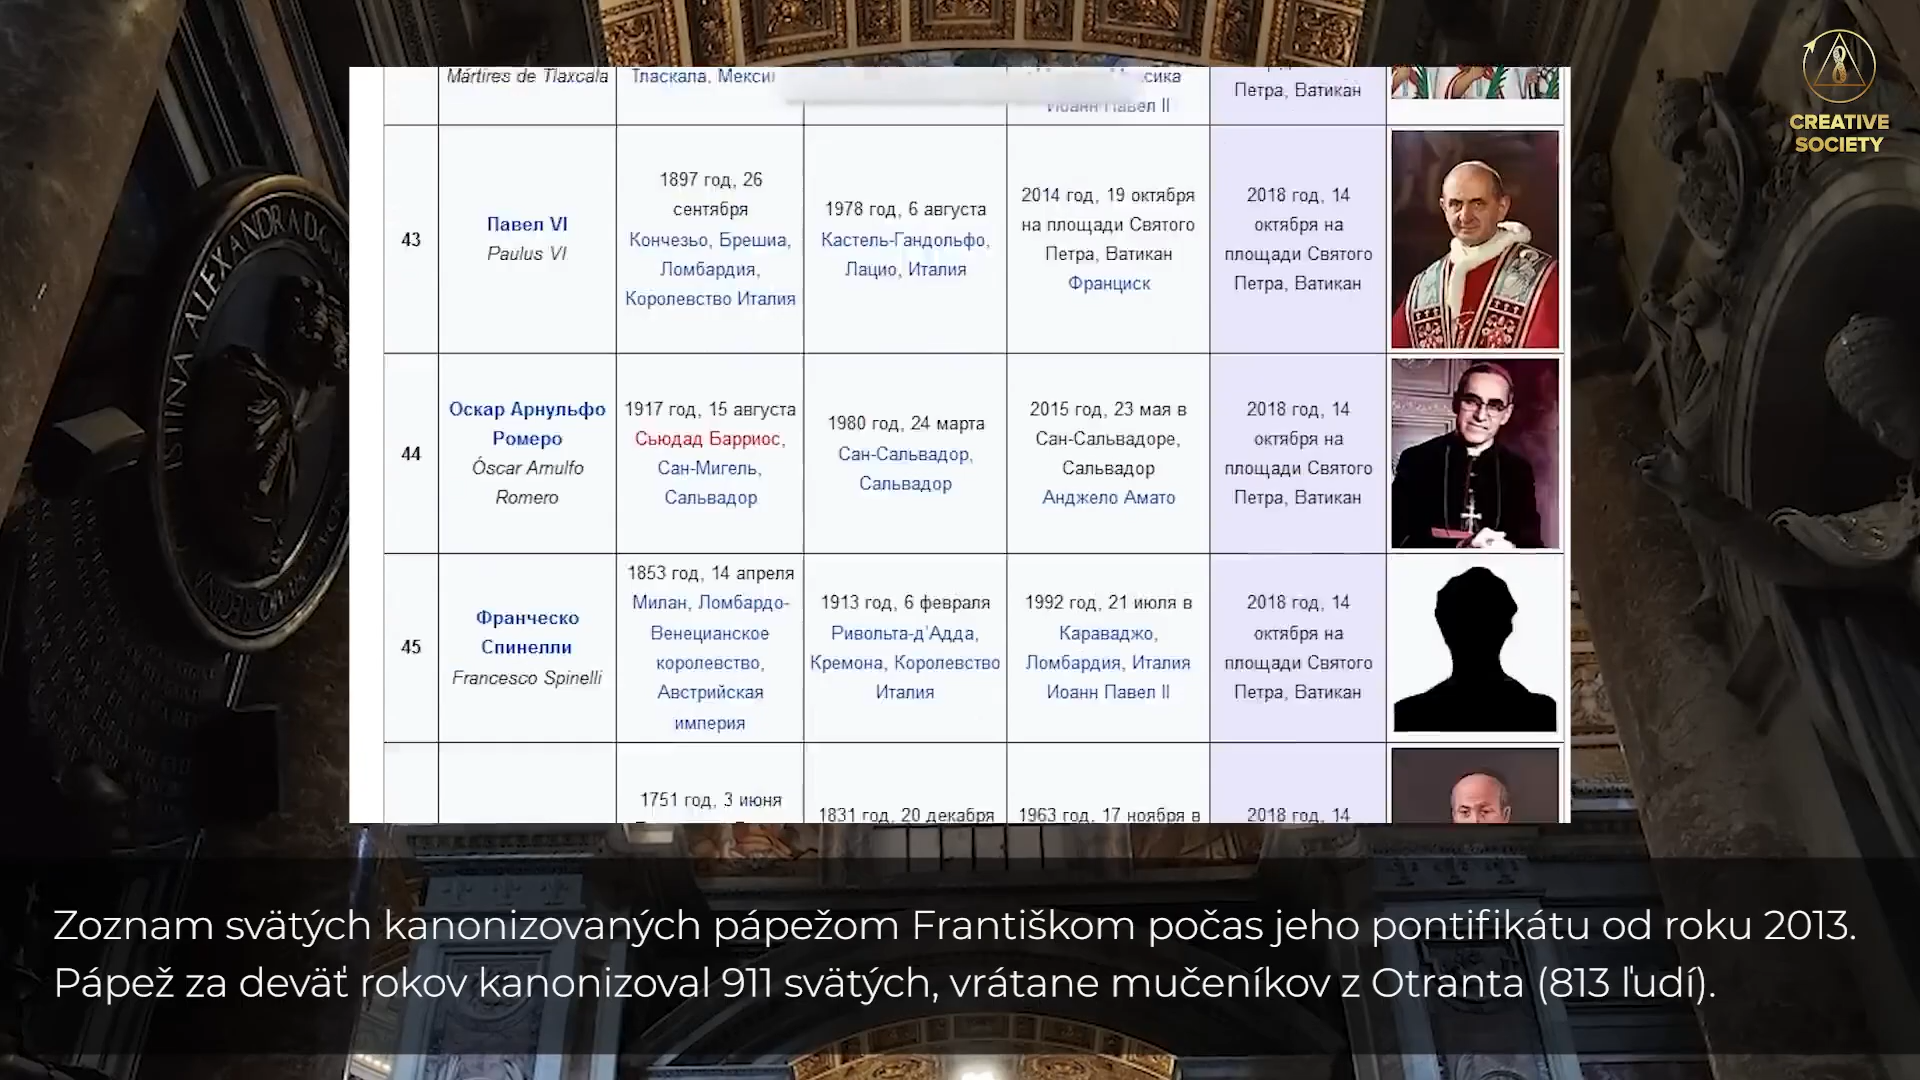 CREATIVE
SOCIETY
Mártires de Tlaxcala
Тласкала, Мексик
Иоанн Павел II
Петра, Ватикан
43
Павел VI
Paulus VI
1897 год, 26
сентября
Кончезьо, Брешиа,
Ломбардия,
Королевство Италия
1978 год, 6 августа
Кастель-Гандольфо,
Лацио, Италия
2014 год, 19 октября
на площади Святого
Петра, Ватикан
Франциск
2018 год, 14
октября на
площади Святого
Петра, Ватикан
44
Оскар Арнульфо
Ромеро
Óscar Arnulfo
Romero
1917 год, 15 августа
Сьюдад Барриос,
Сан-Мигель,
Сальвадор
1980 год, 24 марта
Сан-Сальвадор,
Сальвадор
2015 год, 23 мая в
Сан-Сальвадоре,
Сальвадор
Анджело Амато
2018 год, 14
октября на
площади Святого
Петра, Ватикан
45
Франческо
Спинелли
Francesco Spinelli
1853 год, 14 апреля
Милан, Ломбардо-
Венецианское
королевство,
Австрийская
империя
1913 год, 6 февраля
Ривольта-д’Адда,
Кремона, Королевство
Италия
1992 год, 21 июля в
Караваджо,
Ломбардия, Италия
Иоанн Павел II
2018 год, 14
октября на
площади Святого
Петра, Ватикан
1751 год, 3 июня
1831 год, 20 декабря
1963 год, 17 ноября в
2018 год, 14
Zoznam svätých kanonizovaných pápežom Františkom počas jeho pontifikátu od roku 2013.
Pápež za deväť rokov kanonizoval 911 svätých, vrátane mučeníkov z Otranta (813 ľudí).